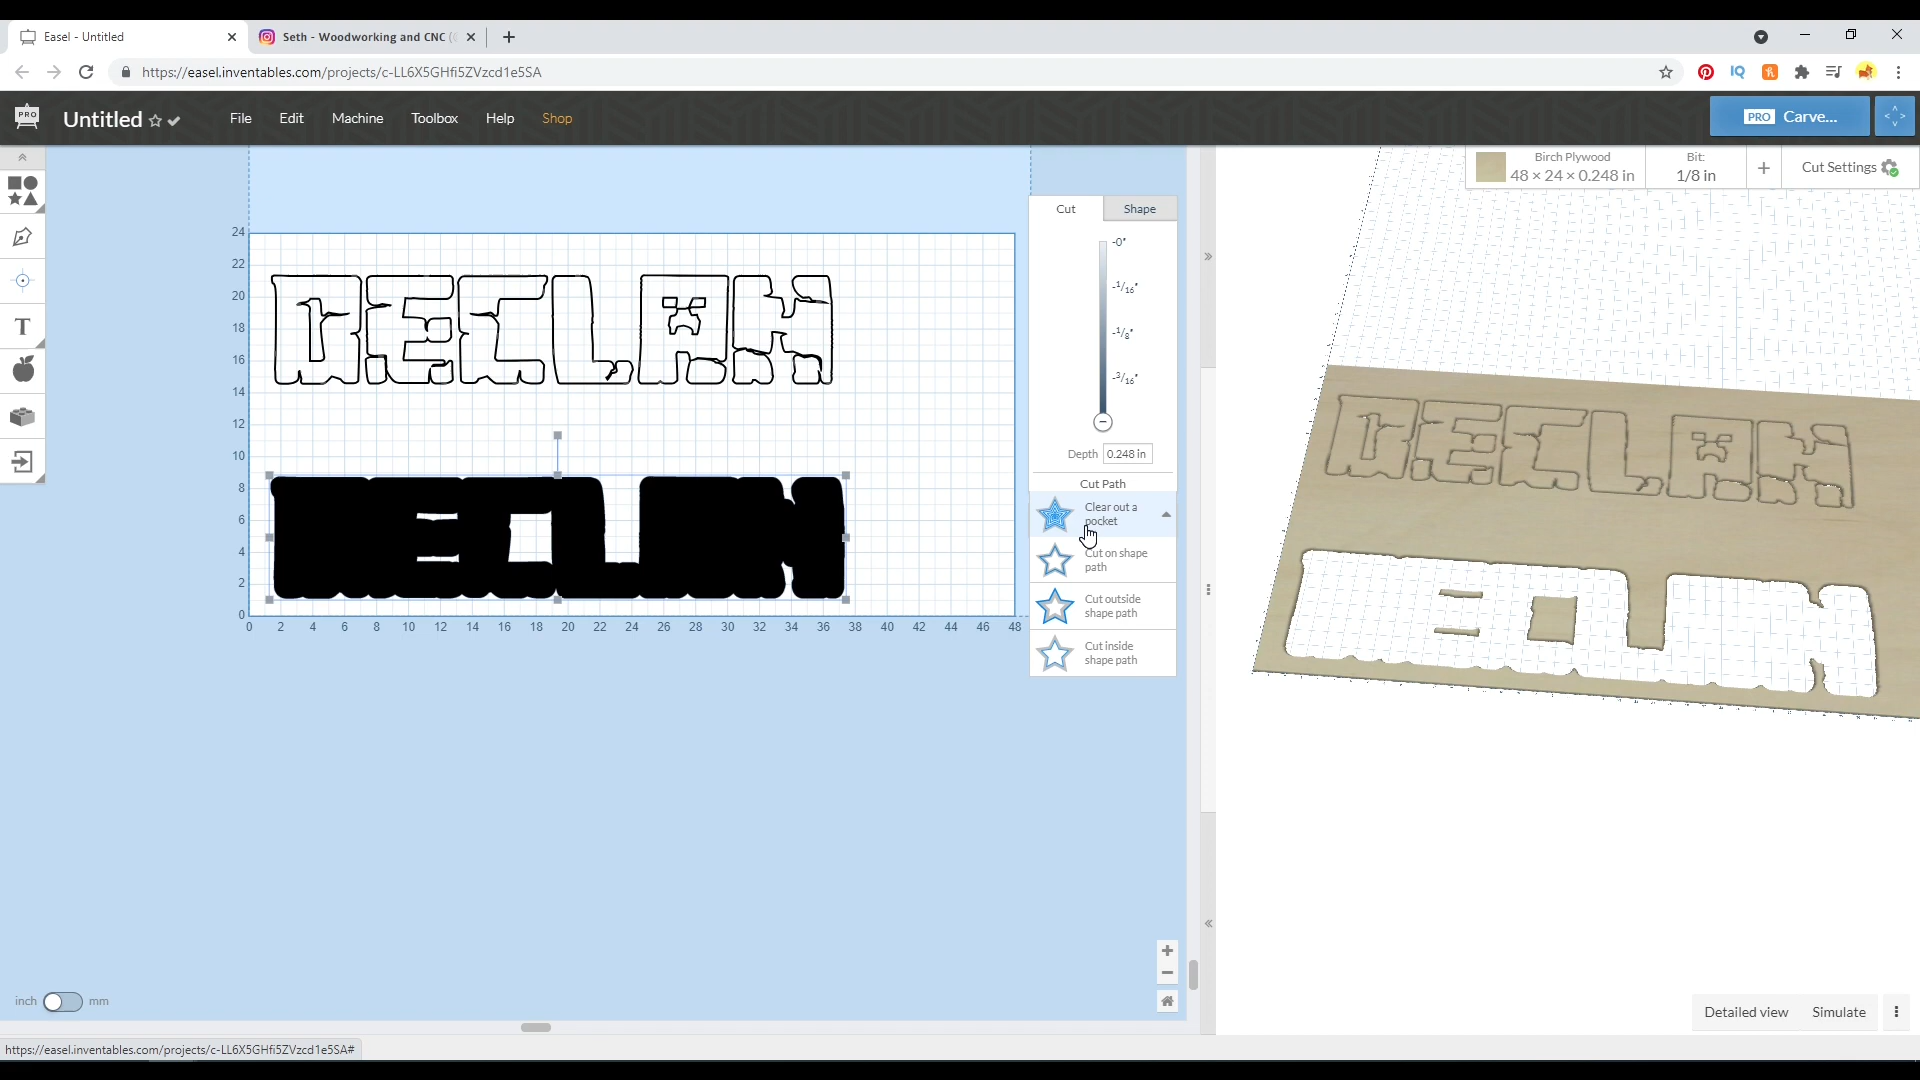 Easel - Untitled
Seth - Woodworking and CNC (
https://easel.inventables.com/projects/c-LL6X5GHfi5ZVzcd1e5SA
PRO
Untitled
File
Edit
Machine
Toolbox
Help
Shop
PRO
Carve...
Birch Plywood
48 × 24 × 0.248 in
Bit:
1/8 in
+
Cut Settings
Cut
Shape
-0"
-1/16"
-1/8"
-3/16"
Depth
0.248 in
Cut Path
Clear out a
pocket
Cut on shape
path
Cut outside
shape path
Cut inside
shape path
24
22
20
18
16
14
12
10
8
6
4
2
0
0 2 4 6 8 10 12 14 16 18 20 22 24 26 28 30 32 34 36 38 40 42 44 46 48
DECLAN
T
inch
mm
Detailed view
Simulate
https://easel.inventables.com/projects/c-LL6X5GHfi5ZVzcd1e5SA#